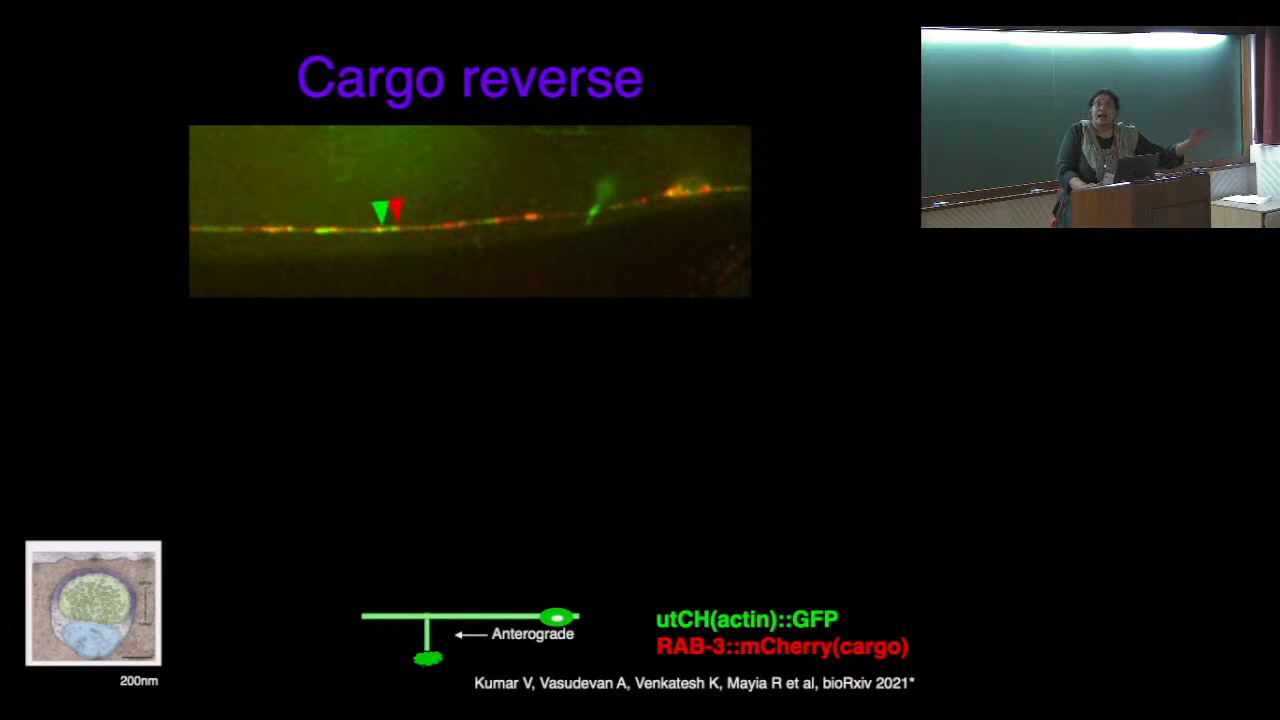 Cargo reverse
Anterograde
utCH(actin)::GFP
RAB-3::mCherry(cargo)
200nm
Kumar V, Vasudevan A, Venkatesh K, Mayia R et al, bioRxiv 2021*